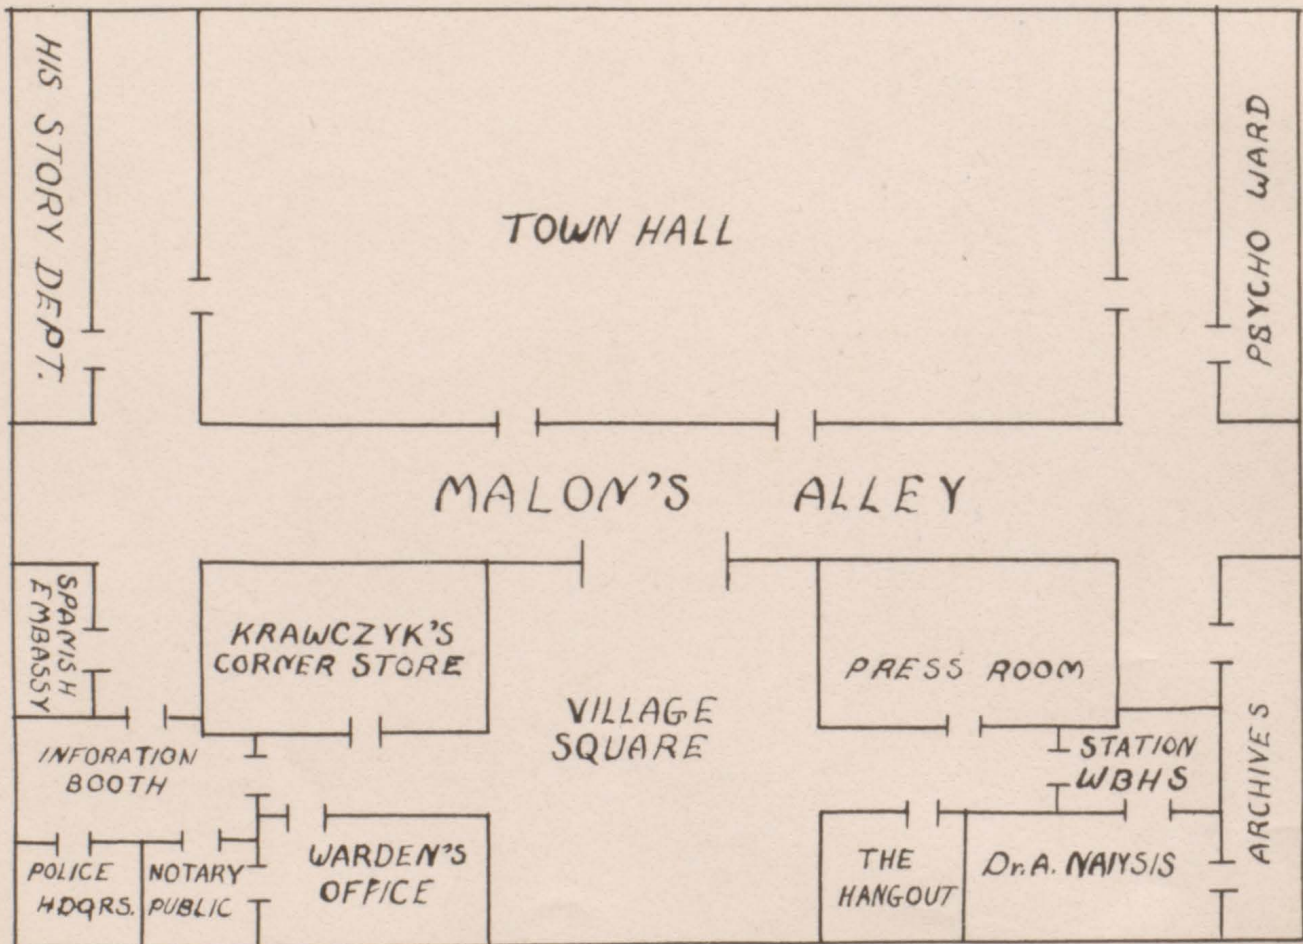 HIS STORY DEPT.
TOWN HALL
PSYCHO WARD
MALON'S ALLEY
SPANISH
EMBASSY
KRAWCZYK'S
CORNER STORE
VILLAGE
SQUARE
PRESS ROOM
INFORATION
BOOTH
STATION
WBHS
ARCHIVES
POLICE
HDQRS.
NOTARY
PUBLIC
WARDEN'S
OFFICE
THE
HANGOUT
Dr. A. NAIYSIS